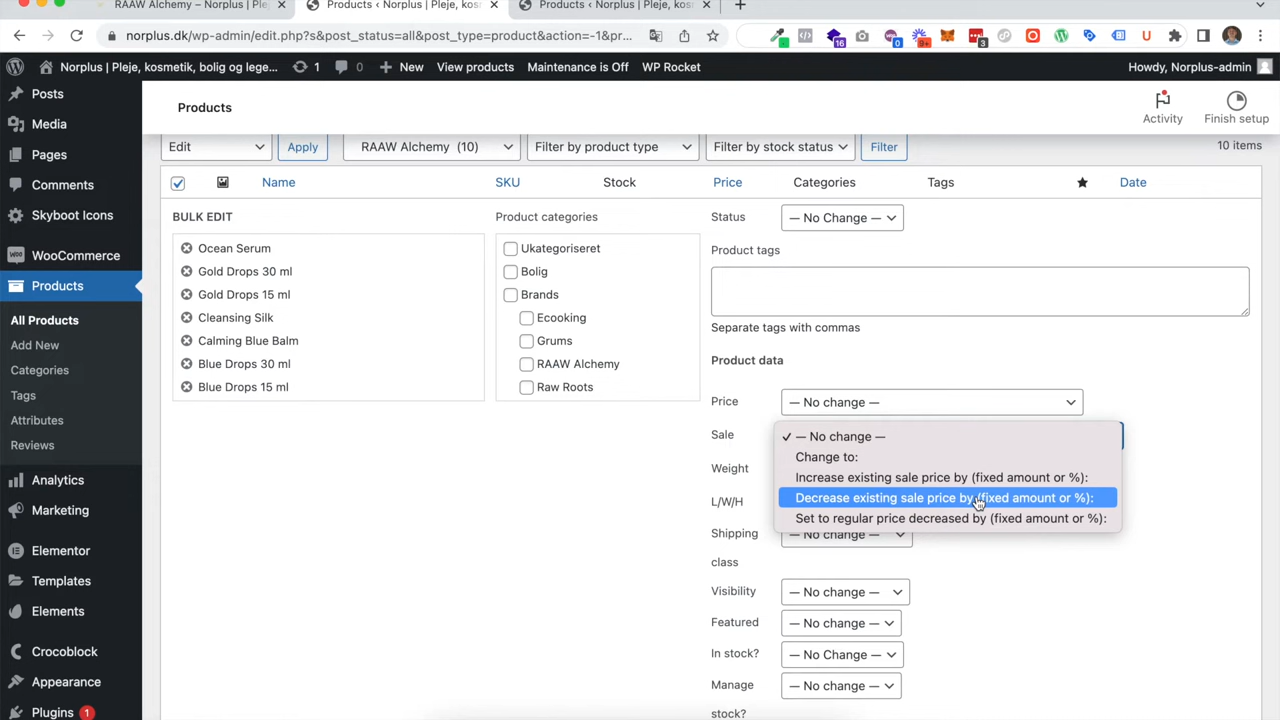 RAAW Alchemy – Norplus | Plej
Products ‹ Norplus | Pleje, kos
Products ‹ Norplus | Pleje, kosm
norplus.dk/wp-admin/edit.php?s&post_status=all&post_type=product&action=-1&pr...
16
0
9+
3
Norplus | Pleje, kosmetik, bolig og lege...
1
0
New
View products
Maintenance is Off
WP Rocket
Howdy, Norplus-admin
Posts
Media
Pages
Comments
Skyboot Icons
WooCommerce
Products
All Products
Add New
Categories
Tags
Attributes
Reviews
Analytics
Marketing
Elementor
Templates
Elements
Crocoblock
Appearance
Plugins 1
Products
Activity
Finish setup
Edit
Apply
RAAW Alchemy (10)
Filter by product type
Filter by stock status
Filter
10 items
Name
SKU
Stock
Price
Categories
Tags
Date
BULK EDIT
Ocean Serum
Gold Drops 30 ml
Gold Drops 15 ml
Cleansing Silk
Calming Blue Balm
Blue Drops 30 ml
Blue Drops 15 ml
Product categories
Ukategoriseret
Bolig
Brands
Ecooking
Grums
RAAW Alchemy
Raw Roots
Status
— No Change —
Product tags
Separate tags with commas
Product data
Price
— No change —
Sale
— No change —
Change to:
Increase existing sale price by (fixed amount or %):
Decrease existing sale price by (fixed amount or %):
Set to regular price decreased by (fixed amount or %):
Weight
L/W/H
Shipping
class
— No change —
Visibility
— No change —
Featured
— No change —
In stock?
— No Change —
Manage
stock?
— No change —